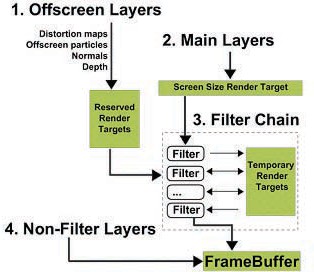 1. Offscreen Layers
Distortion maps
Offscreen particles
Normals
Depth
2. Main Layers
Screen Size Render Target
Reserved
Render
Targets
3. Filter Chain
Filter
Filter
...
Filter
Temporary
Render
Targets
4. Non-Filter Layers
FrameBuffer